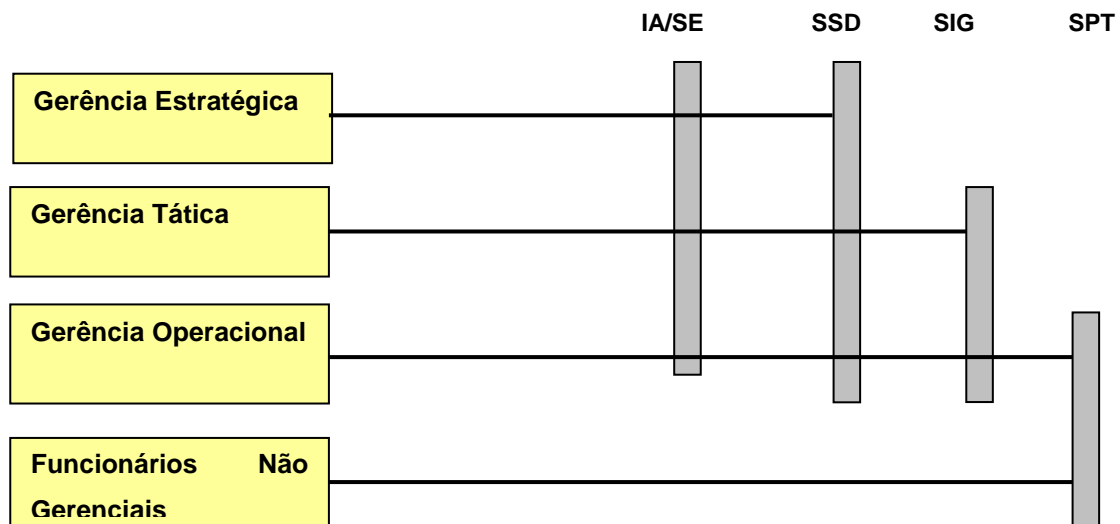 IA/SE SSD SIG SPT
Gerência Estratégica
Gerência Tática
Gerência Operacional
Funcionários Não
Gerenciais